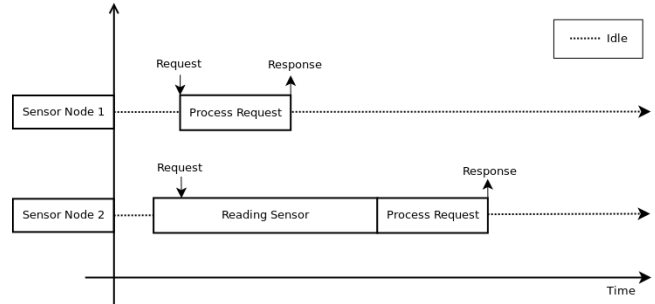 Idle
Request
Response
Sensor Node 1
Process Request
Request
Response
Sensor Node 2
Reading Sensor
Process Request
Time